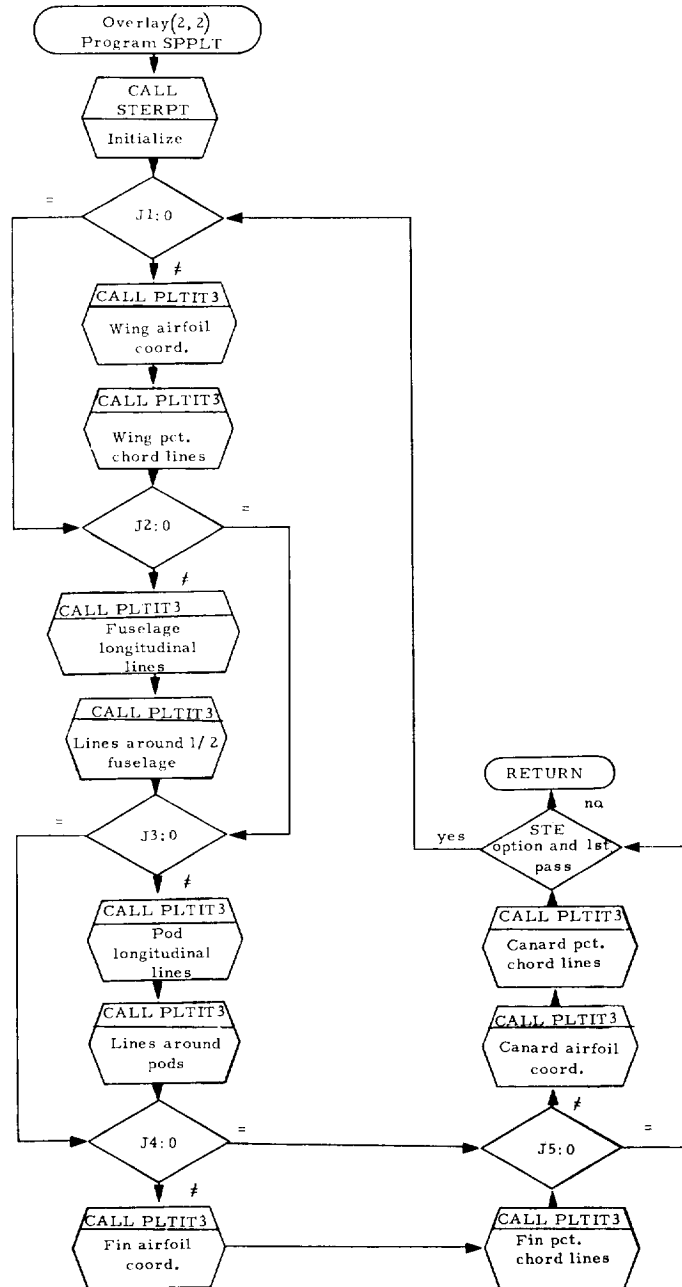 Overlay(2,2)
Program SPPLT
CALL
STERPT
Initialize
=
J1:0
≠
CALL PLTIT3
Wing airfoil
coord.
CALL PLTIT3
Wing pct.
chord lines
J2:0
=
≠
CALL PLTIT3
Fuselage
longitudinal
lines
CALL PLTIT3
Lines around 1/2
fuselage
=
J3:0
≠
CALL PLTIT3
Pod
longitudinal
lines
CALL PLTIT3
Lines around
pods
J4:0
=
≠
CALL PLTIT3
Fin airfoil
coord.
RETURN
no
yes
STE
option and 1st
pass
CALL PLTIT3
Canard pct.
chord lines
CALL PLTIT3
Canard airfoil
coord.
≠
J5:0
=
CALL PLTIT3
Fin pct.
chord lines